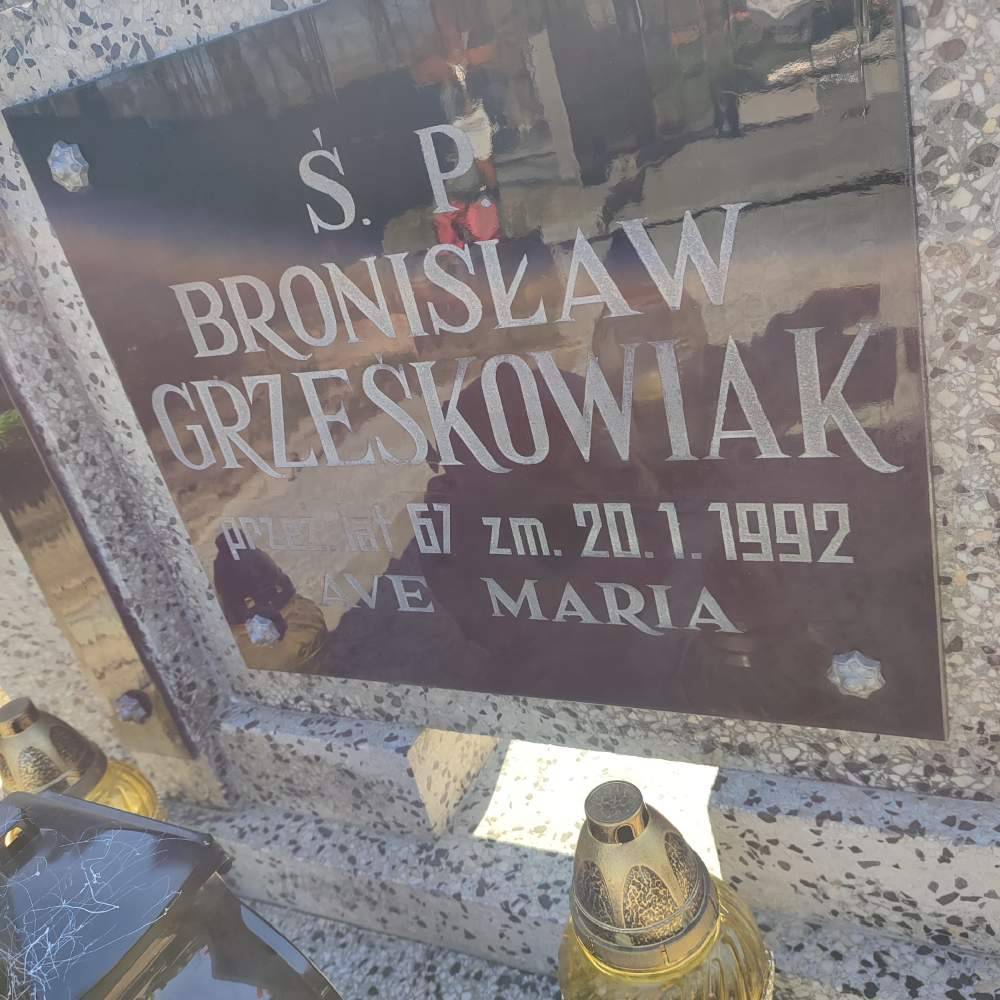 Ś. P
BRONISŁAW
GRZEŚKOWIAK
przeż. lat 67 zm. 20.1.1992
AVE MARIA